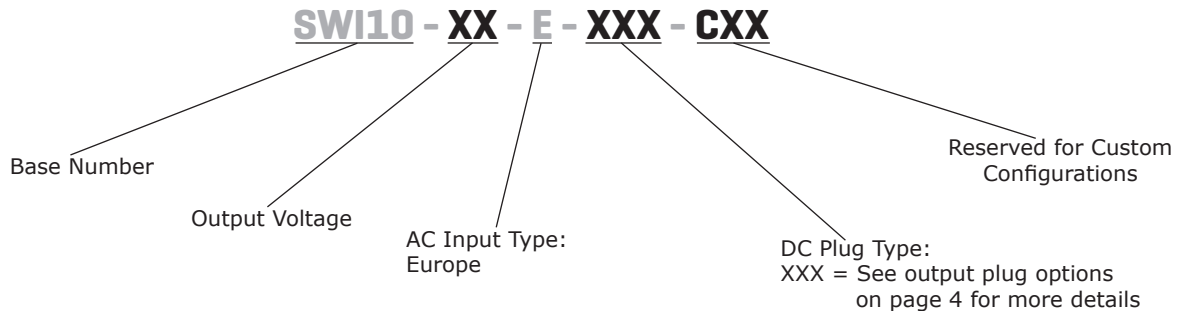 SWI10 - XX - E - XXX - CXX
Base Number
Output Voltage
AC Input Type:
Europe
DC Plug Type:
XXX = See output plug options
on page 4 for more details
Reserved for Custom
Configurations